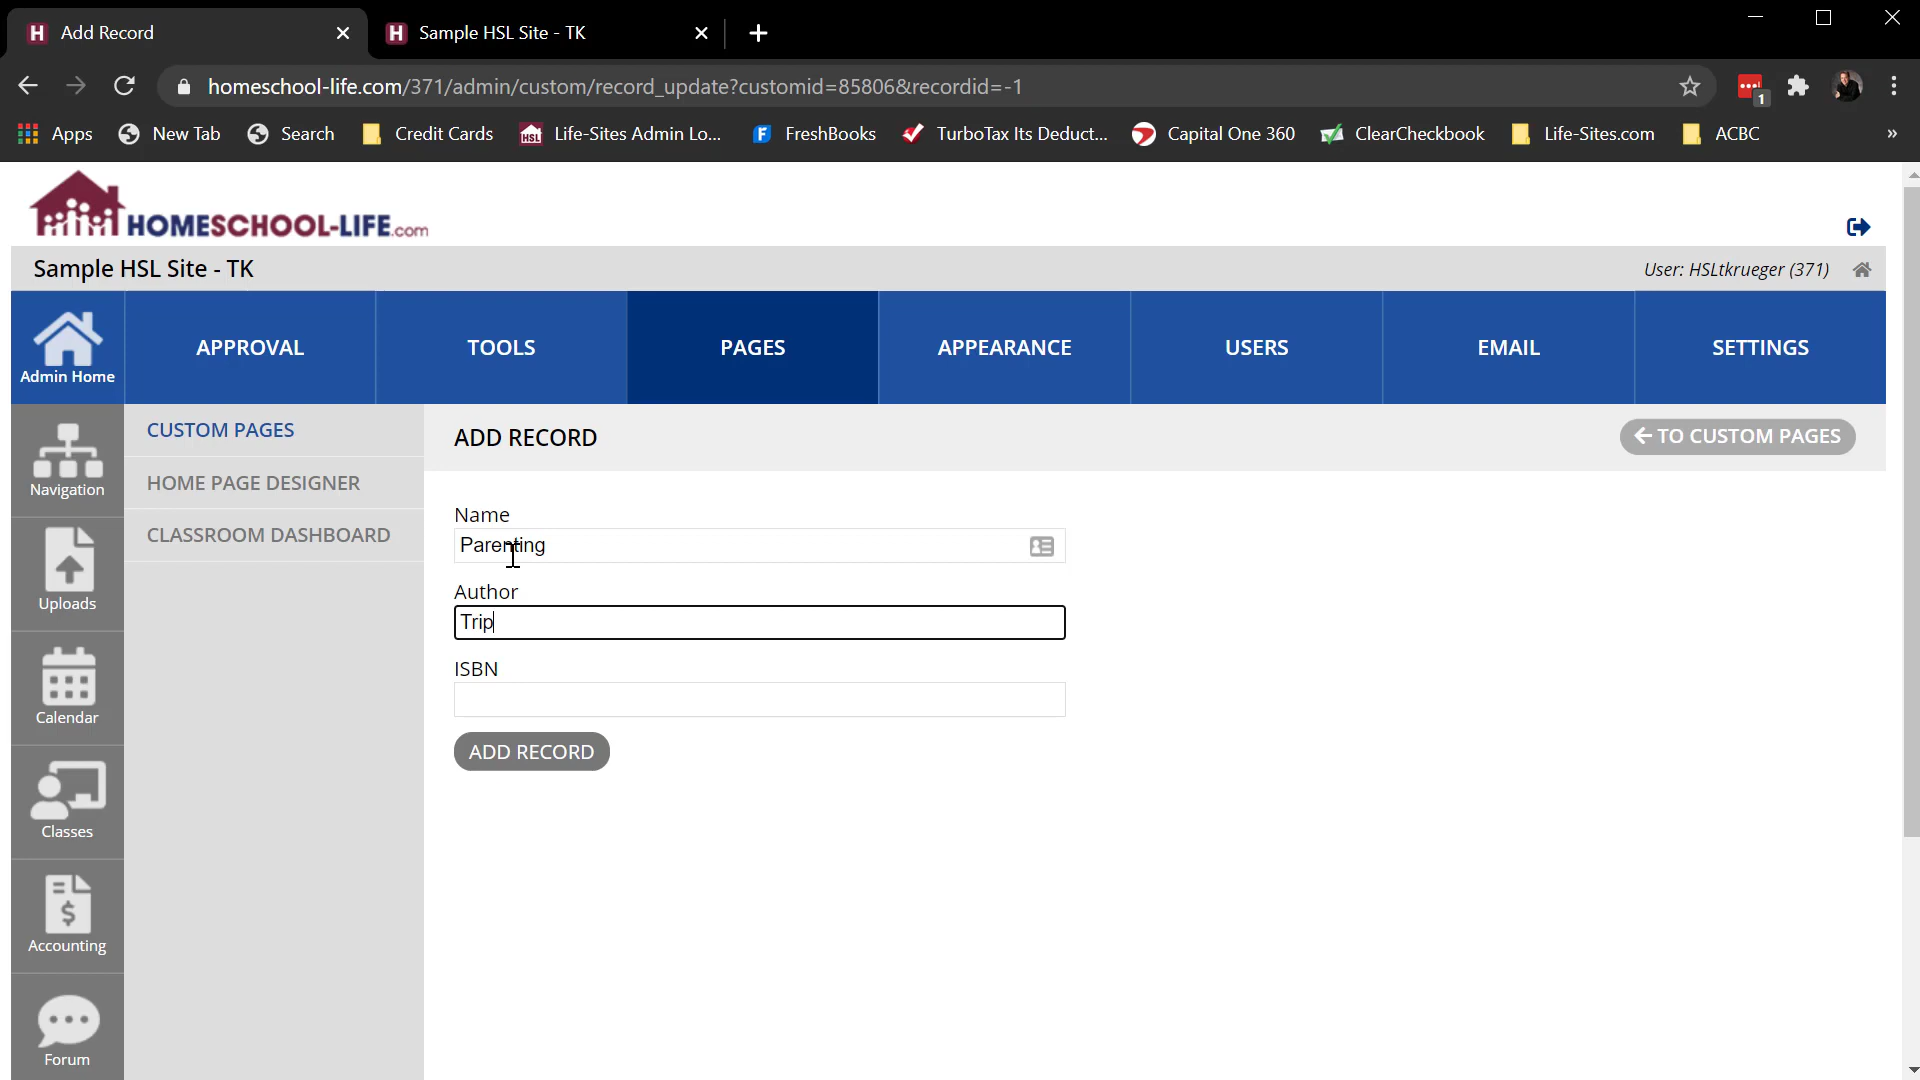 Add Record
Sample HSL Site - TK
homeschool-life.com/371/admin/custom/record_update?customid=85806&recordid=-1
1
Apps
New Tab
Search
Credit Cards
HSL
Life-Sites Admin Lo...
FreshBooks
TurboTax Its Deduct...
Capital One 360
ClearCheckbook
Life-Sites.com
ACBC
»
HOMESCHOOL-LIFE.com
Sample HSL Site - TK
User: HSLtkrueger (371)
Admin Home
APPROVAL
TOOLS
PAGES
APPEARANCE
USERS
EMAIL
SETTINGS
Navigation
Uploads
Calendar
Classes
Accounting
Forum
CUSTOM PAGES
HOME PAGE DESIGNER
CLASSROOM DASHBOARD
ADD RECORD
TO CUSTOM PAGES
Name
Parenting
Author
Trip
ISBN
ADD RECORD